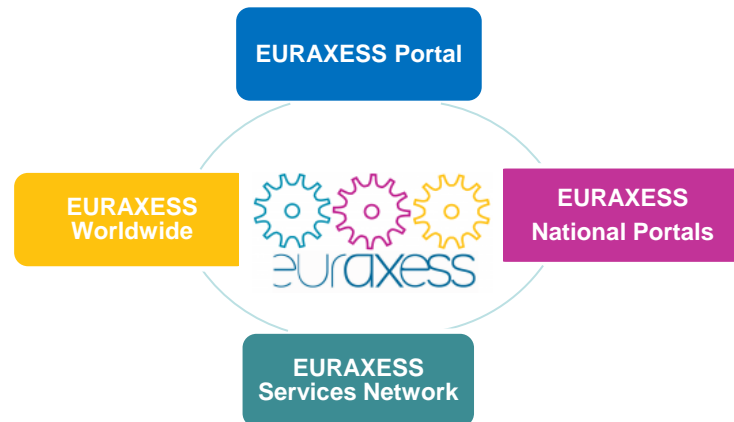 EURAXESS Portal
EURAXESS
Worldwide
euraxess
EURAXESS
National Portals
EURAXESS
Services Network